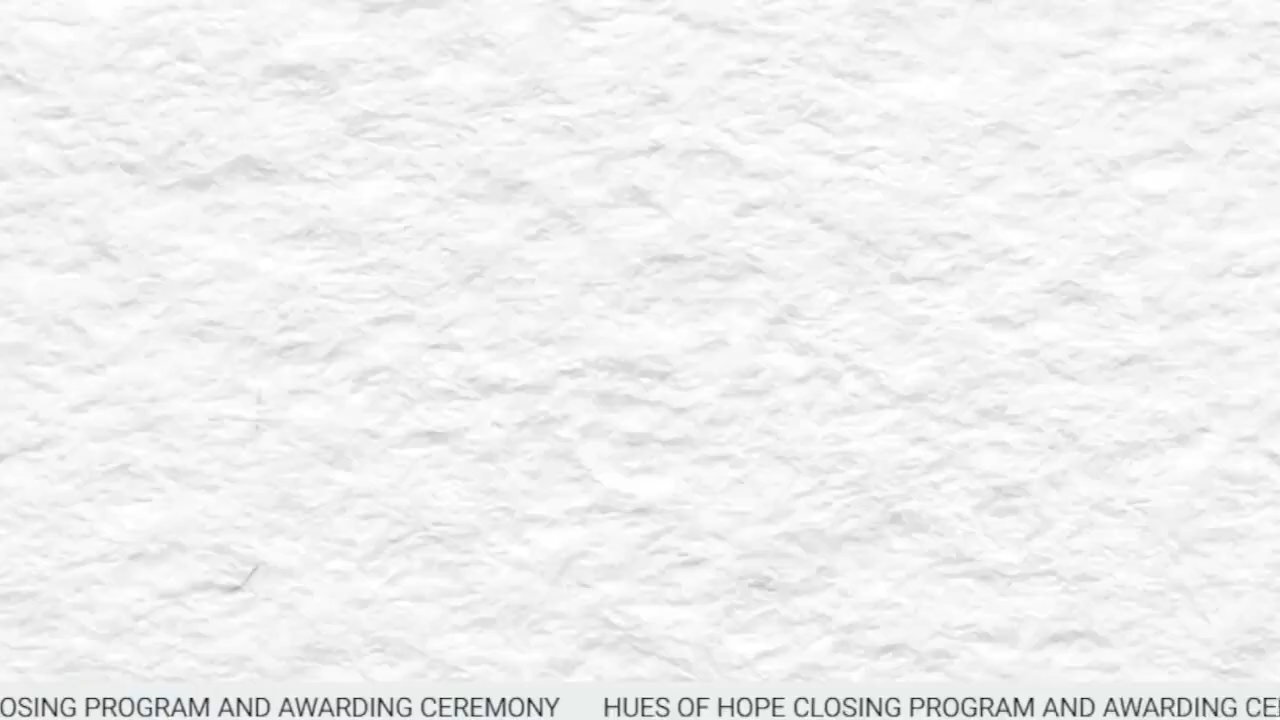 OSING PROGRAM AND AWARDING CEREMONY HUES OF HOPE CLOSING PROGRAM AND AWARDING CE